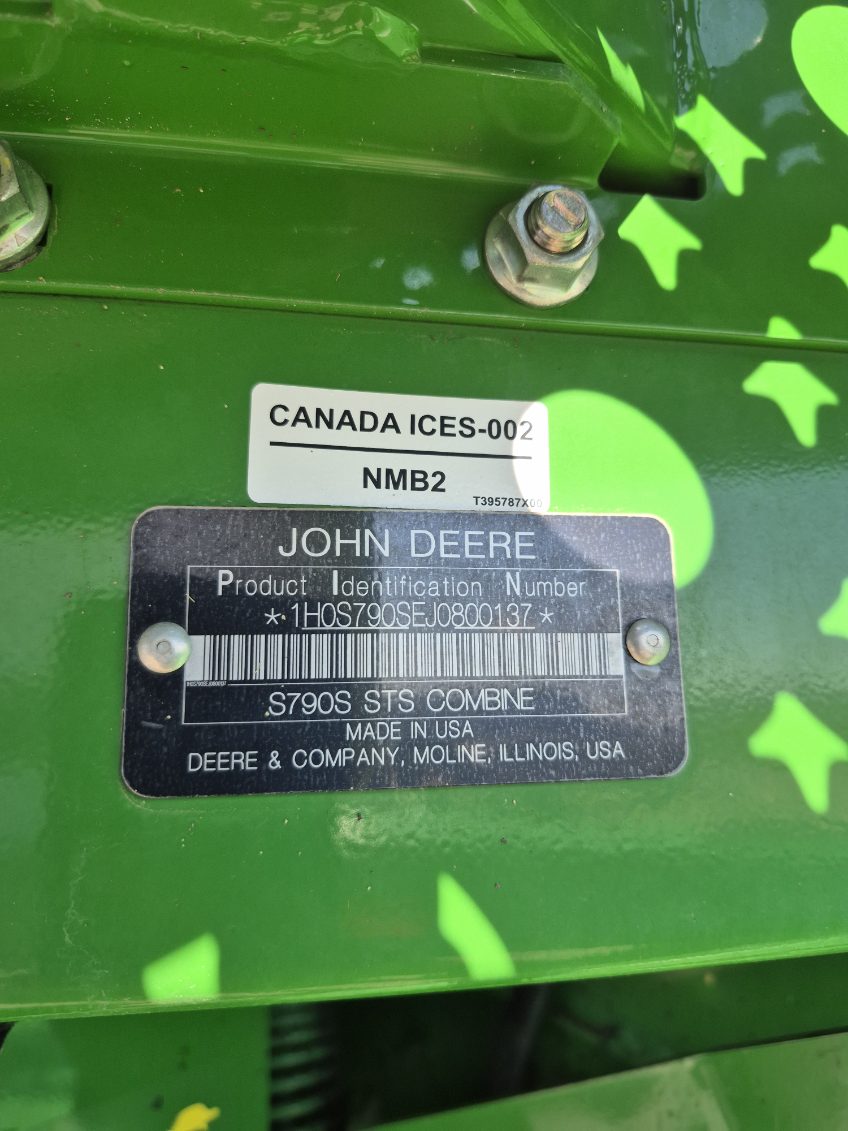 CANADA ICES-002
NMB2
T395787X00
JOHN DEERE
Product Identification Number
*1H0S790SEJ0800137*
1H0S790SEJ0800137
S790S STS COMBINE
MADE IN USA
DEERE & COMPANY, MOLINE, ILLINOIS, USA